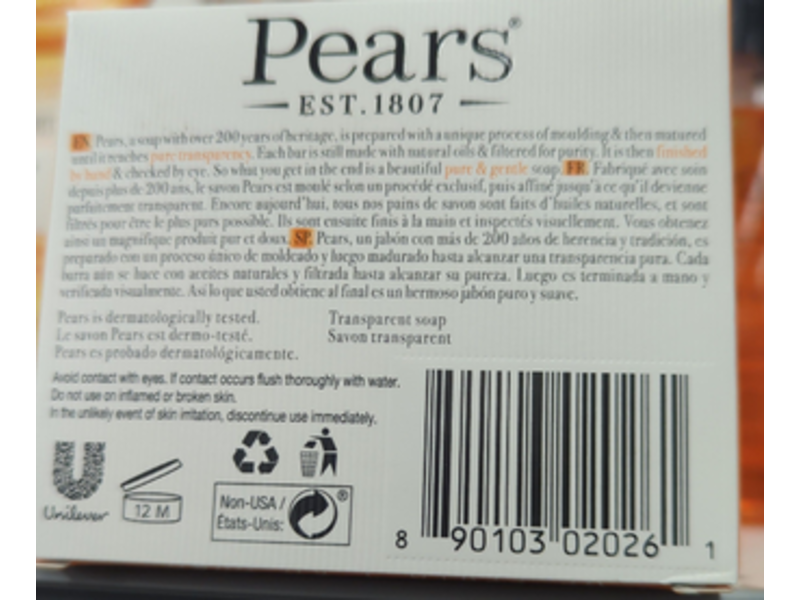 Pears®
EST.1807
EN Pears, a soap with over 200 years of heritage, is prepared with a unique process of moulding & then matured
until it reaches pure transparency. Each bar is still made with natural oils & filtered for purity. It is then finished
by hand & checked by eye. So what you get in the end is a beautiful pure & gentle soap. FR Fabriqué avec soin
depuis plus de 200 ans, le savon Pears est moulé selon un procédé exclusif, puis affiné jusqu'à ce qu'il devienne
parfaitement transparent. Encore aujourd'hui, tous nos pains de savon sont faits d'huiles naturelles, et sont
filtrés pour être le plus purs possible. Ils sont ensuite finis à la main et inspectés visuellement. Vous obtenez
ainsi un magnifique produit pur et doux. SP Pears, un jabón con más de 200 años de herencia y tradición, es
preparado con un proceso único de moldeado y luego madurado hasta alcanzar una transparencia pura. Cada
barra aún se hace con aceites naturales y filtrada hasta alcanzar su pureza. Luego es terminada a mano y
verificada visualmente. Así lo que usted obtiene al final es un hermoso jabón puro y suave.
Pears is dermatologically tested.
Le savon Pears est dermo-testé.
Pears es probado dermatológicamente.
Transparent soap
Savon transparent
Avoid contact with eyes. If contact occurs flush thoroughly with water.
Do not use on inflamed or broken skin.
In the unlikely event of skin irritation, discontinue use immediately.
Unilever
12 M
Non-USA /
États-Unis:
®
8 90103 02026 1